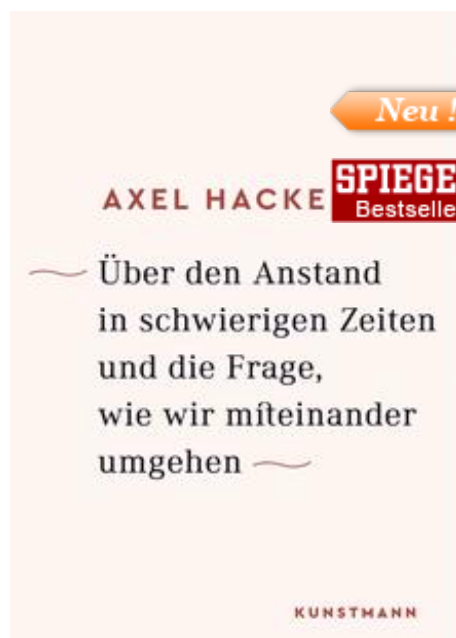 Neu !
SPIEGE
Bestselle
AXEL HACKE
Über den Anstand
in schwierigen Zeiten
und die Frage,
wie wir miteinander
umgehen
KUNSTMANN